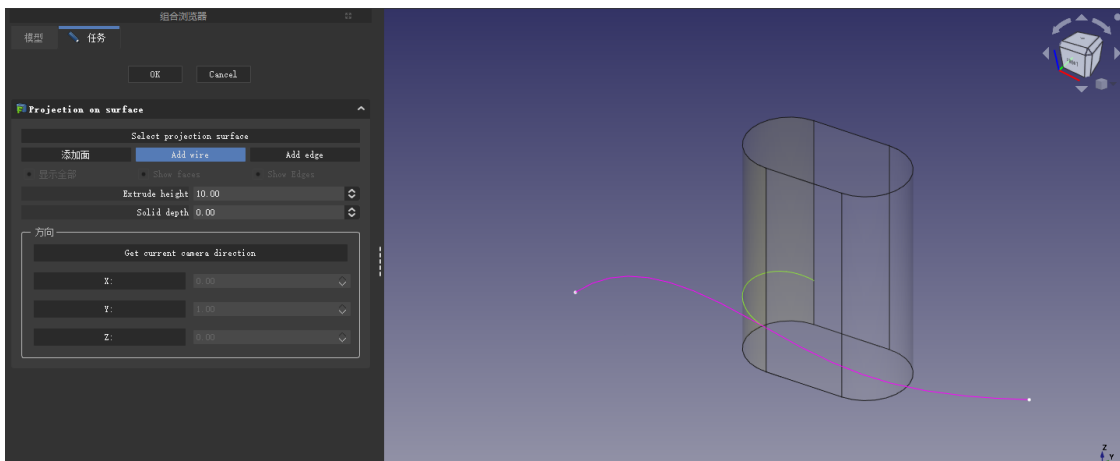 组合浏览器
模型 任务
OK Cancel
Projection on surface
Select projection surface
添加面 Add wire Add edge
显示全部 Show faces Show Edges
Extrude height 10.00
Solid depth 0.00
方向
Get current camera direction
X: 0.00
Y: 1.00
Z: 0.00
Z
Y